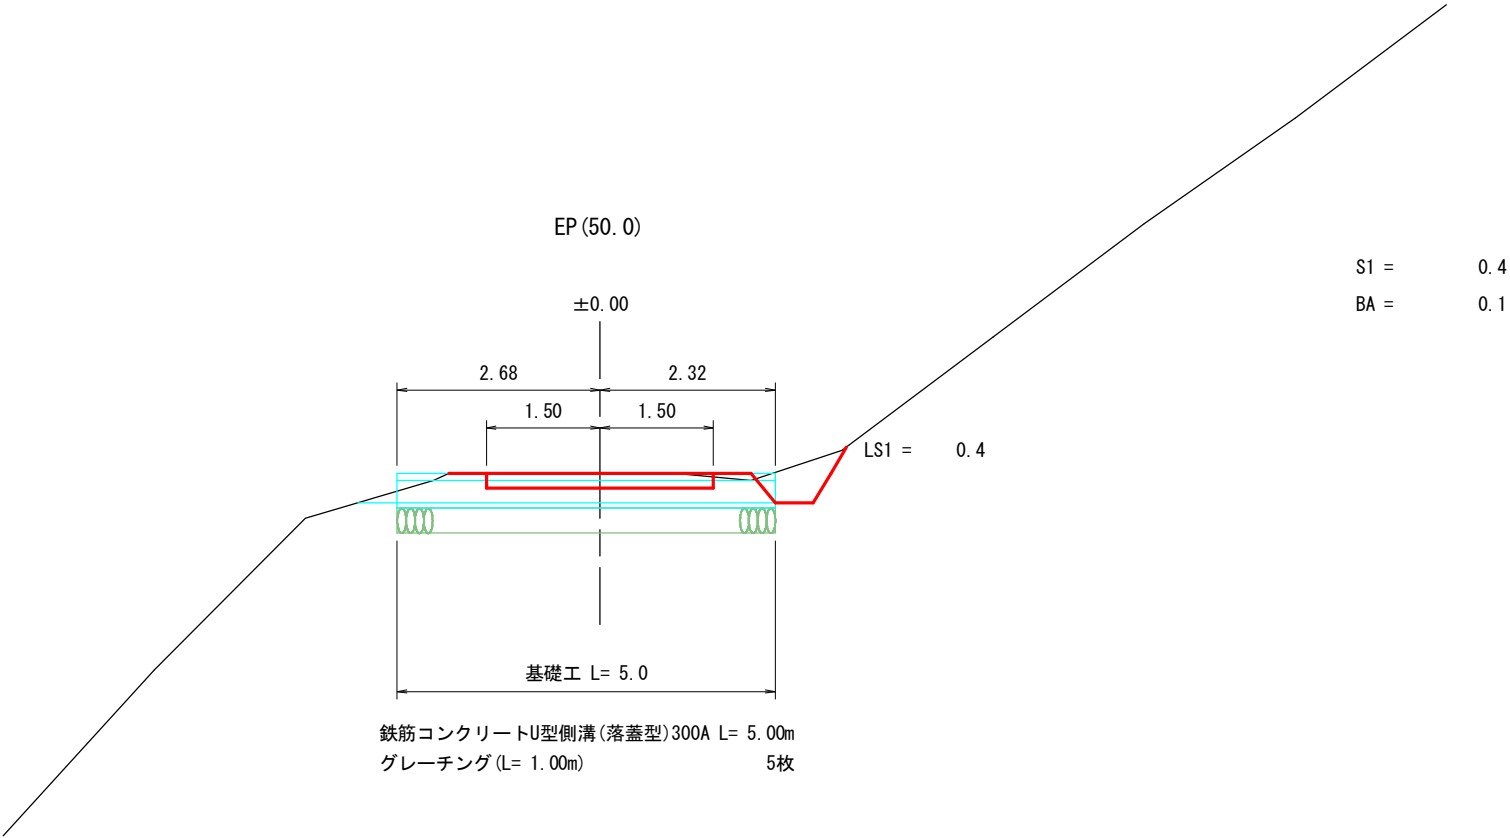 EP(50.0)
S1 = 0.4
±0.00
BA = 0.1
2.68 2.32
1.50 1.50
LS1 = 0.4
基礎工 L= 5.0
鉄筋コンクリートU型側溝(落蓋型)300A L= 5.00m
グレーチング(L= 1.00m) 5枚